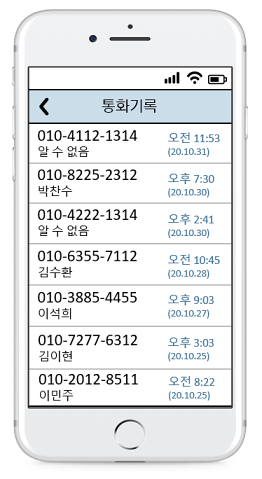 통화기록
010-4112-1314 오전 11:53
알 수 없음 (20.10.31)
010-8225-2312 오후 7:30
박찬수 (20.10.30)
010-4222-1314 오후 2:41
알 수 없음 (20.10.30)
010-6355-7112 오전 10:45
김수환 (20.10.28)
010-3885-4455 오후 9:03
이석희 (20.10.27)
010-7277-6312 오후 3:03
김이현 (20.10.25)
010-2012-8511 오전 8:22
이민주 (20.10.25)